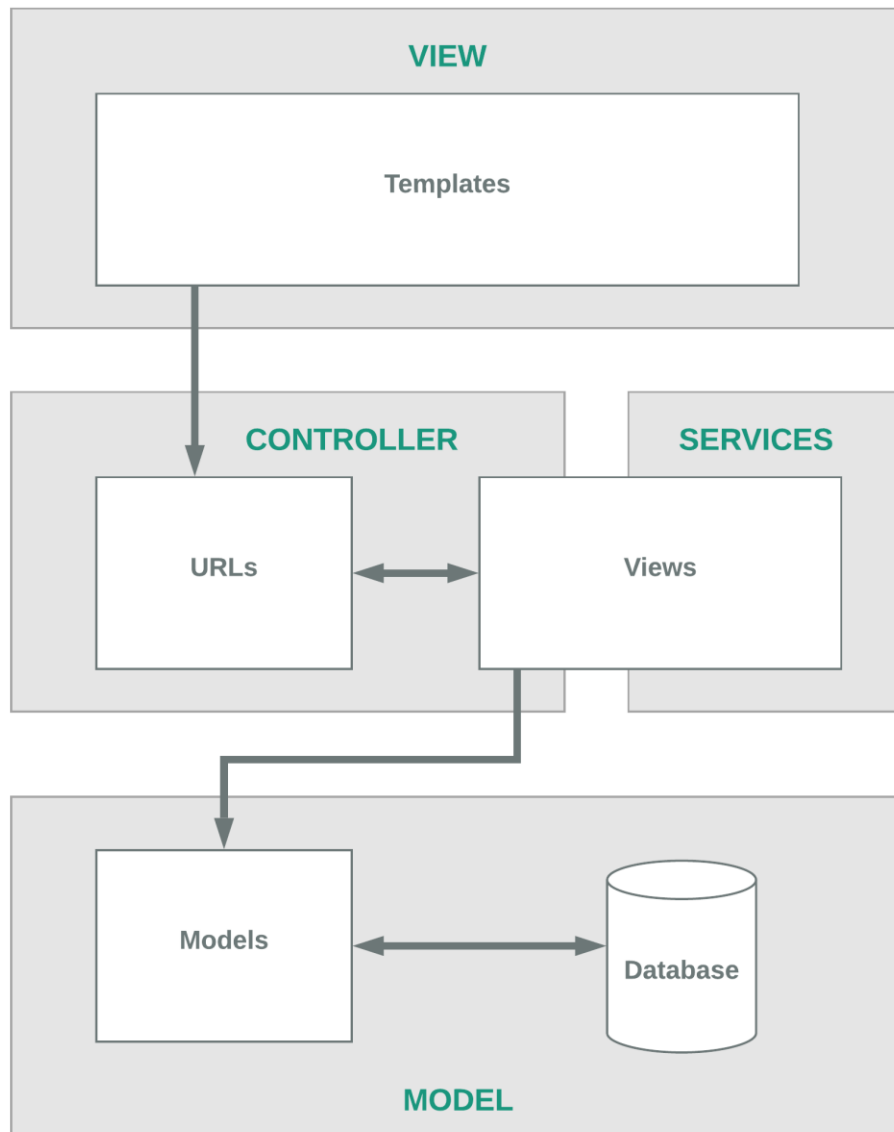 VIEW
Templates
CONTROLLER
SERVICES
URLs
Views
Models
Database
MODEL